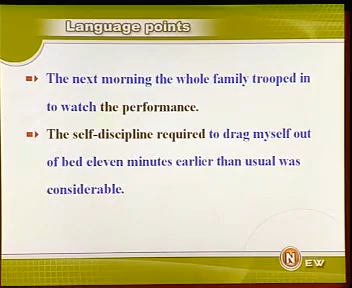 Language points
The next morning the whole family trooped in
to watch the performance.
The self-discipline required to drag myself out
of bed eleven minutes earlier than usual was
considerable.
NEW